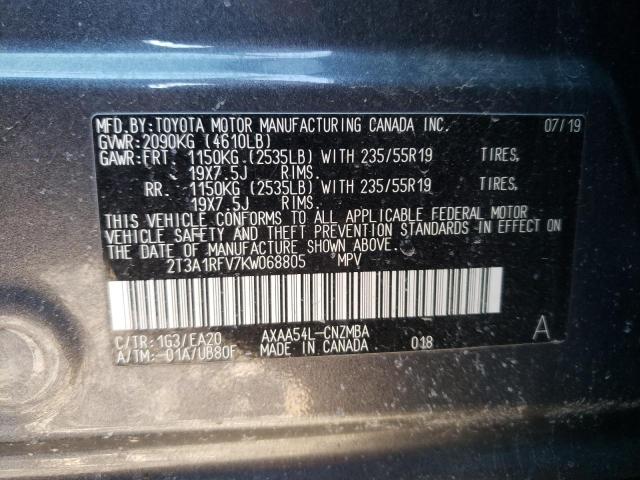 MFD.BY:TOYOTA MOTOR MANUFACTURING CANADA INC. 07/19
GVWR:2090KG (4610LB)
GAWR:FRT. 1150KG (2535LB) WITH 235/55R19 TIRES,
19X7.5J RIMS.
RR. 1150KG (2535LB) WITH 235/55R19 TIRES,
19X7.5J RIMS.
THIS VEHICLE CONFORMS TO ALL APPLICABLE FEDERAL MOTOR
VEHICLE SAFETY AND THEFT PREVENTION STANDARDS IN EFFECT ON
THE DATE OF MANUFACTURE SHOWN ABOVE.
2T3A1RFV7KW068805 MPV
C/TR:1G3/EA20 AXAA54L-CNZMBA A
A/TM:-01A/U680F MADE IN CANADA 018